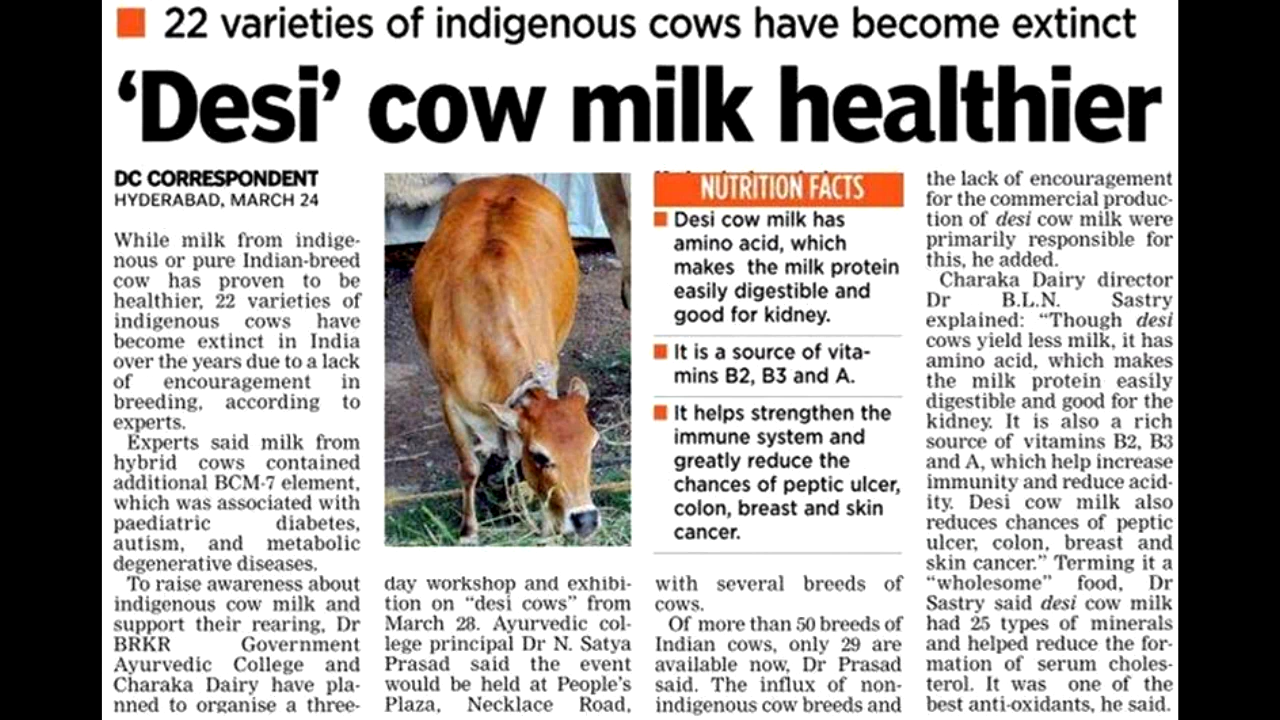 22 varieties of indigenous cows have become extinct
‘Desi’ cow milk healthier
DC CORRESPONDENT
HYDERABAD, MARCH 24
While milk from indige-
nous or pure Indian-breed
cow has proven to be
healthier, 22 varieties of
indigenous cows have
become extinct in India
over the years due to a lack
of encouragement in
breeding, according to
experts.
Experts said milk from
hybrid cows contained
additional BCM-7 element,
which was associated with
paediatric diabetes,
autism, and metabolic
degenerative diseases.
To raise awareness about
indigenous cow milk and
support their rearing, Dr
BRKR Government
Ayurvedic College and
Charaka Dairy have pla-
nned to organise a three-
day workshop and exhibi-
tion on “desi cows” from
March 28. Ayurvedic col-
lege principal Dr N. Satya
Prasad said the event
would be held at People’s
Plaza, Necklace Road,
NUTRITION FACTS
Desi cow milk has
amino acid, which
makes the milk protein
easily digestible and
good for kidney.
It is a source of vita-
mins B2, B3 and A.
It helps strengthen the
immune system and
greatly reduce the
chances of peptic ulcer,
colon, breast and skin
cancer.
with several breeds of
cows.
Of more than 50 breeds of
Indian cows, only 29 are
available now, Dr Prasad
said. The influx of non-
indigenous cow breeds and
the lack of encouragement
for the commercial produc-
tion of desi cow milk were
primarily responsible for
this, he added.
Charaka Dairy director
Dr B.L.N. Sastry
explained: “Though desi
cows yield less milk, it has
amino acid, which makes
the milk protein easily
digestible and good for the
kidney. It is also a rich
source of vitamins B2, B3
and A, which help increase
immunity and reduce acid-
ity. Desi cow milk also
reduces chances of peptic
ulcer, colon, breast and
skin cancer.” Terming it a
“wholesome” food, Dr
Sastry said desi cow milk
had 25 types of minerals
and helped reduce the for-
mation of serum choles-
terol. It was one of the
best anti-oxidants, he said.